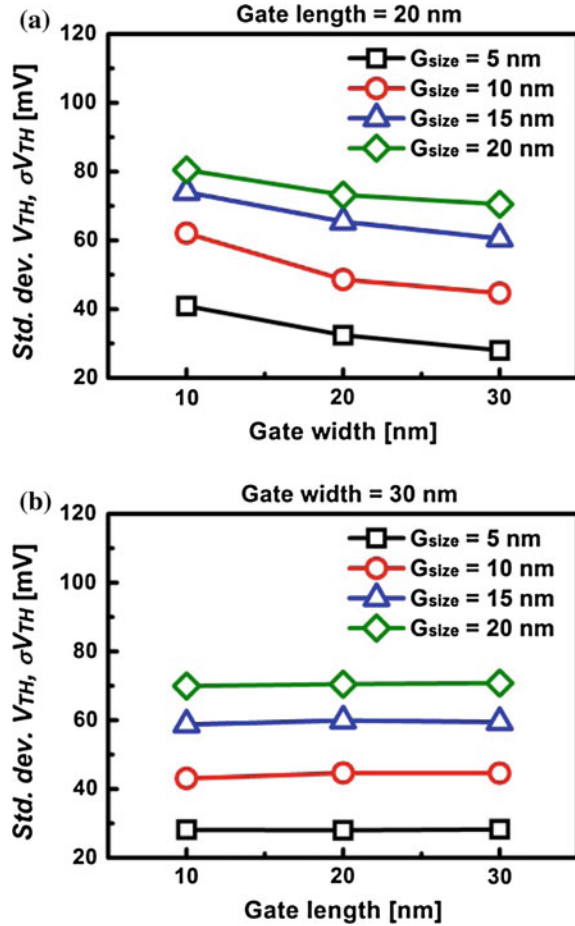 (a)
Gate length = 20 nm
120
100
80
60
40
20
Std. dev. VTH, σVTH [mV]
Gsize = 5 nm
Gsize = 10 nm
Gsize = 15 nm
Gsize = 20 nm
10 20 30
Gate width [nm]
(b)
Gate width = 30 nm
120
100
80
60
40
20
Std. dev. VTH, σVTH [mV]
Gsize = 5 nm
Gsize = 10 nm
Gsize = 15 nm
Gsize = 20 nm
10 20 30
Gate length [nm]